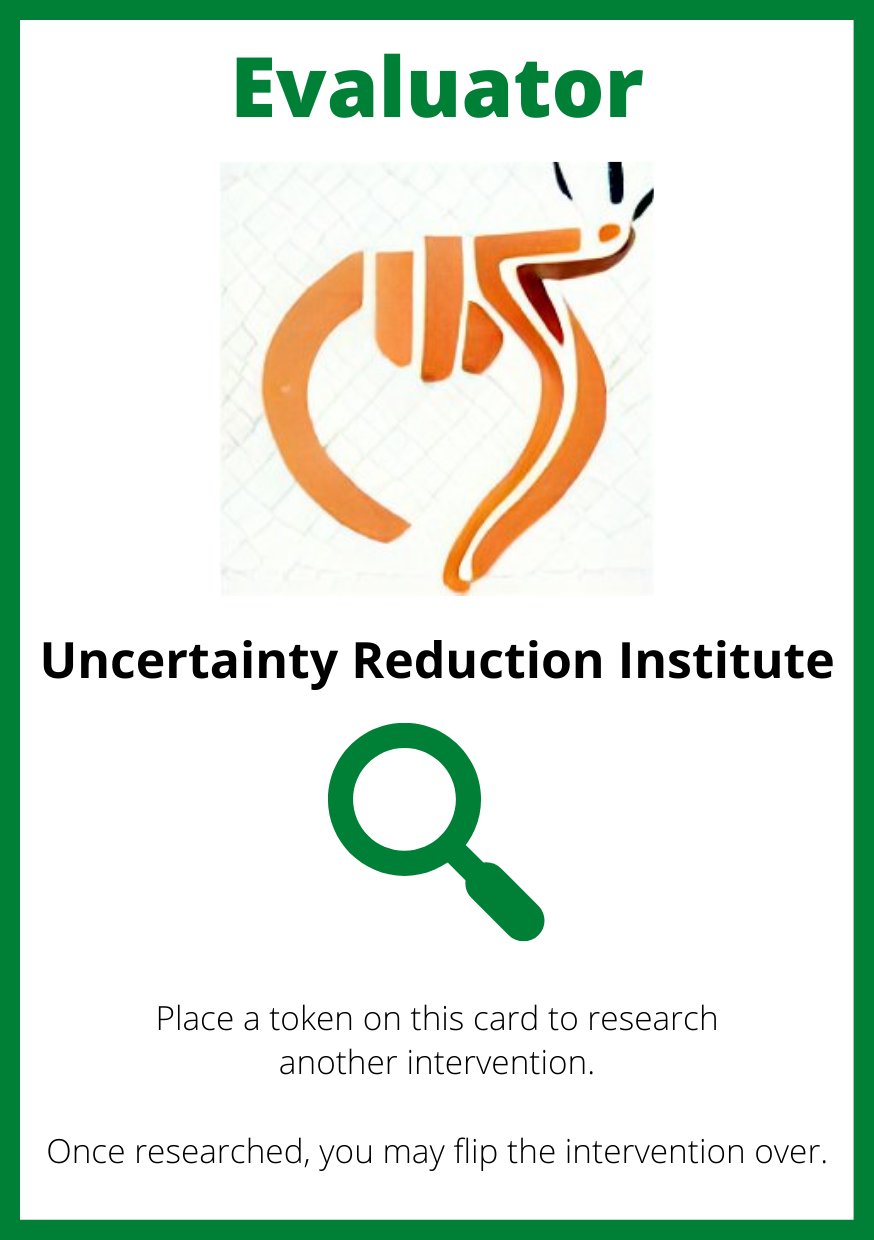 Evaluator
Uncertainty Reduction Institute
Place a token on this card to research
another intervention.
Once researched, you may flip the intervention over.